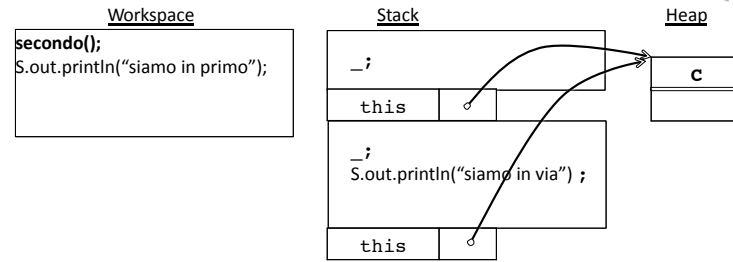 Workspace
Stack
Heap
secondo();
S.out.println(“siamo in primo”);
_;
C
this
_;
S.out.println(“siamo in via”) ;
this